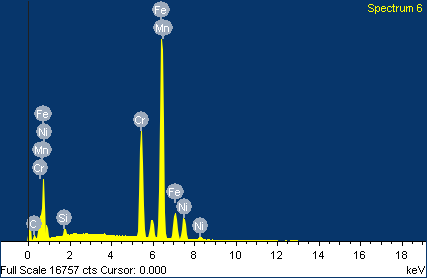 Spectrum 6
Fe
Mn
Fe
Ni
Mn
Cr
Cr
C
Si
Fe
Ni
Ni
0 2 4 6 8 10 12 14 16 18
Full Scale 16757 cts Cursor: 0.000 keV